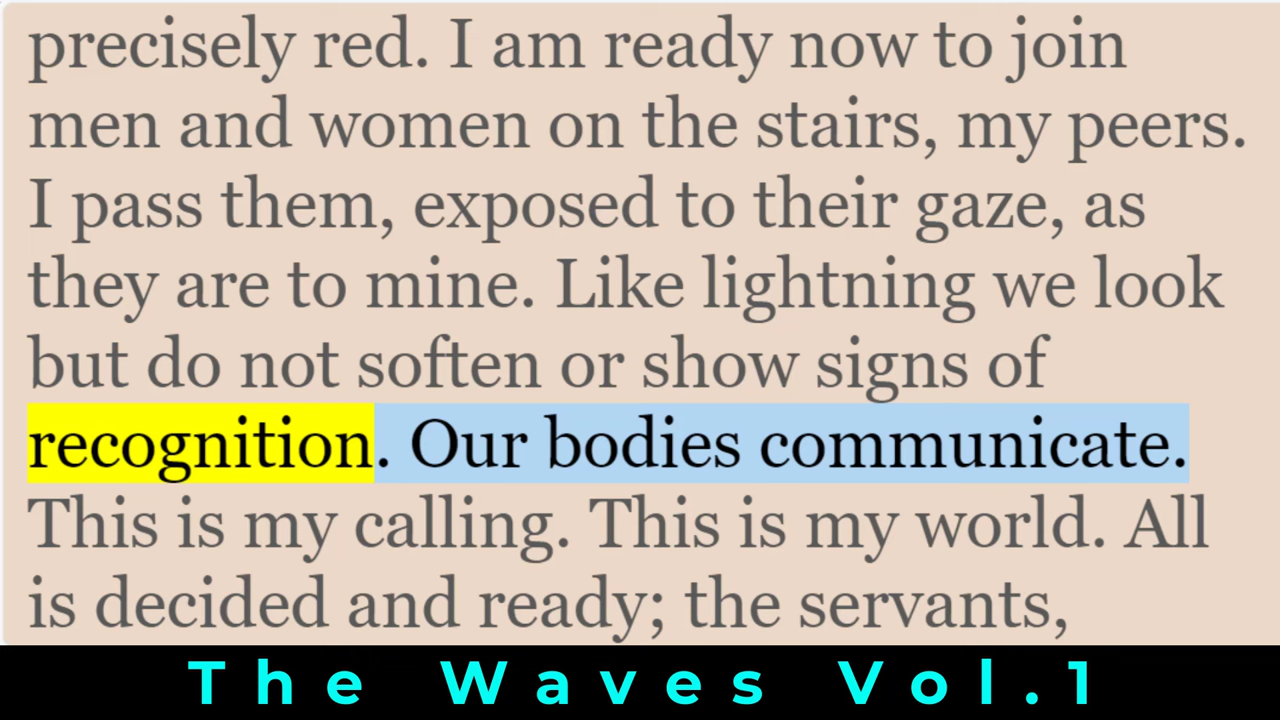 precisely red. I am ready now to join
men and women on the stairs, my peers.
I pass them, exposed to their gaze, as
they are to mine. Like lightning we look
but do not soften or show signs of
recognition. Our bodies communicate.
This is my calling. This is my world. All
is decided and ready; the servants,
The Waves Vol.1